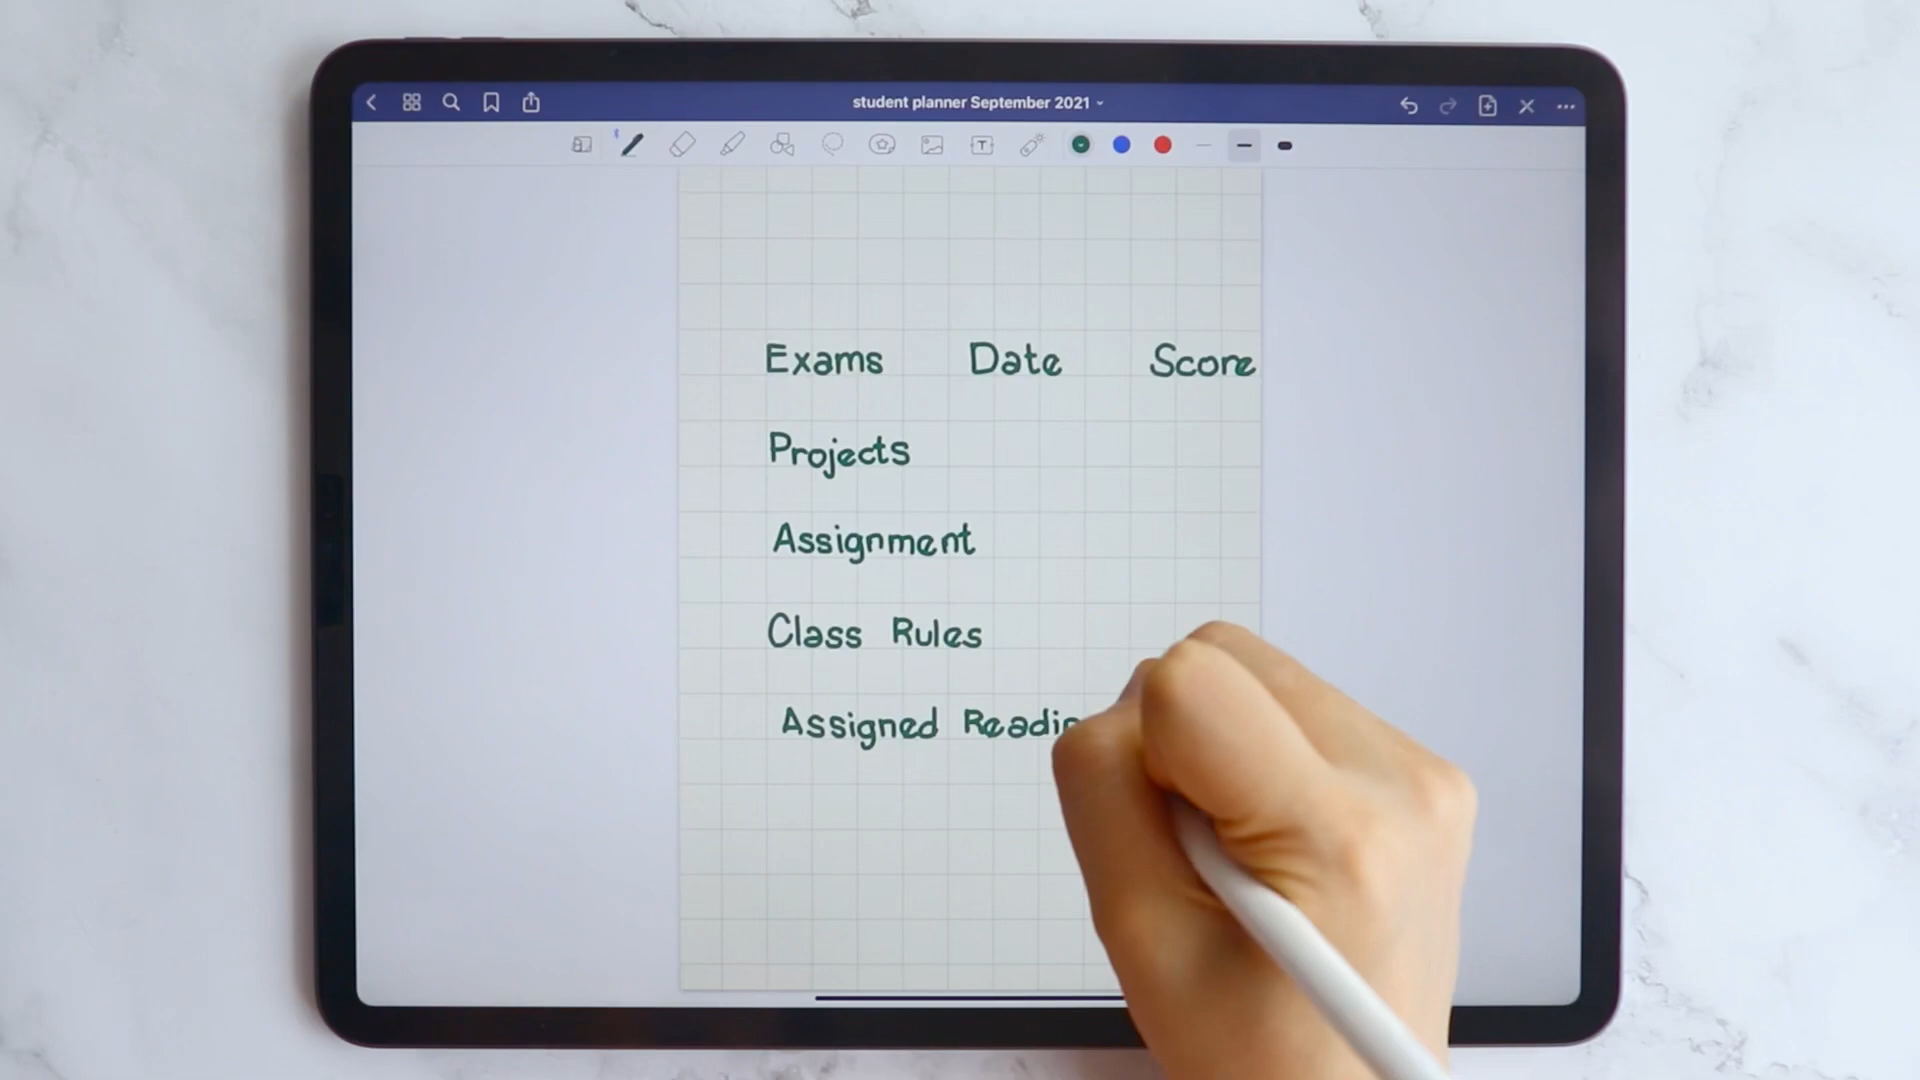 student planner September 2021
T
Exams Date Score
Projects
Assignment
Class Rules
Assigned